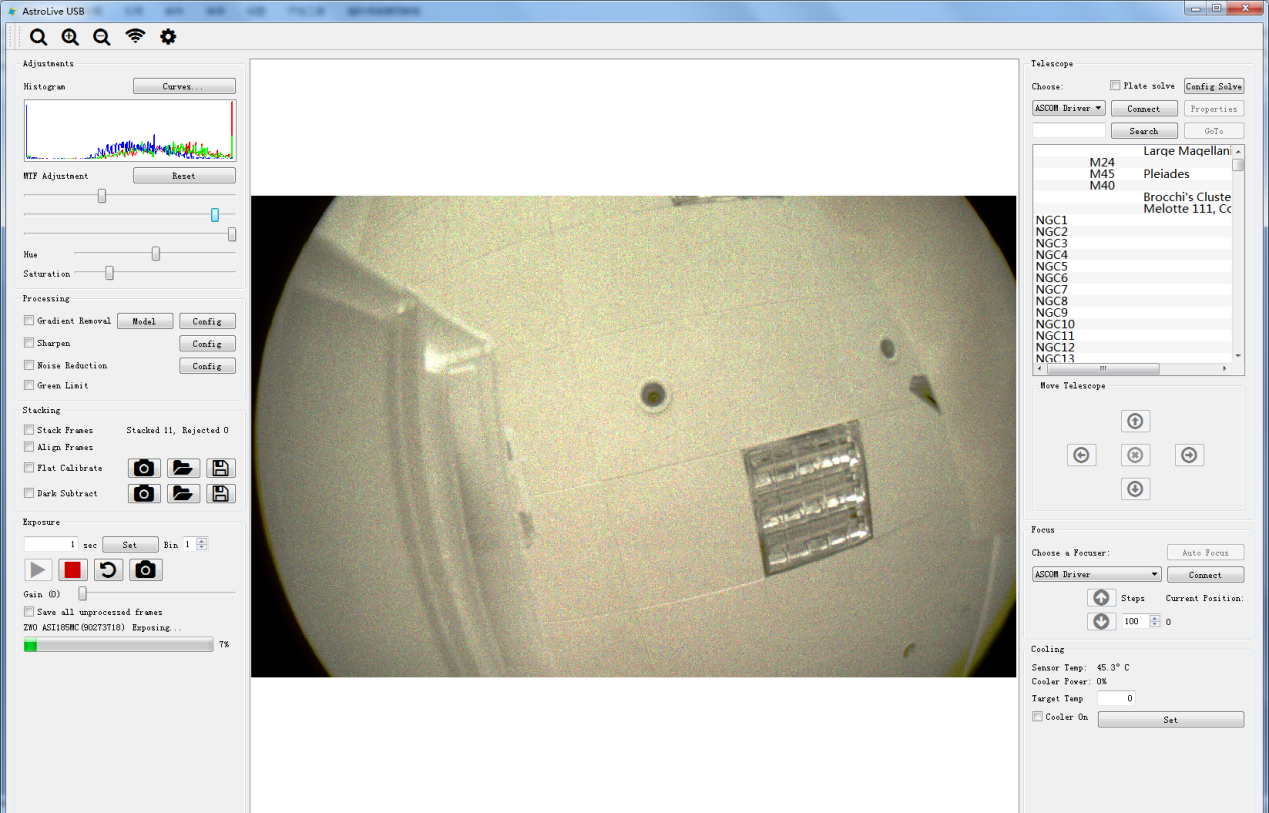 AstroLive USB
Adjustments
Histogram
Curves...
MTF Adjustment
Reset
Hue
Saturation
Processing
Gradient Removal
Model
Config
Sharpen
Config
Noise Reduction
Config
Green Limit
Stacking
Stack Frames
Stacked 11, Rejected 0
Align Frames
Flat Calibrate
Dark Subtract
Exposure
1 sec
Set
Bin 1
Gain (0)
Save all unprocessed frames
ZWO ASI185MC(90273718) Exposing...
7%
Telescope
Choose:
Plate solve
Config Solve
ASCOM Driver
Connect
Properties
Search
GoTo
Large Magellani
M24
M45 Pleiades
M40
Brocchi's Cluste
Melotte 111, Co
NGC1
NGC2
NGC3
NGC4
NGC5
NGC6
NGC7
NGC8
NGC9
NGC10
NGC11
NGC12
NGC13
Move Telescope
Focus
Choose a Focuser:
Auto Focus
ASCOM Driver
Connect
Steps
Current Position:
100
0
Cooling
Sensor Temp: 45.3° C
Cooler Power: 0%
Target Temp 0
Cooler On
Set